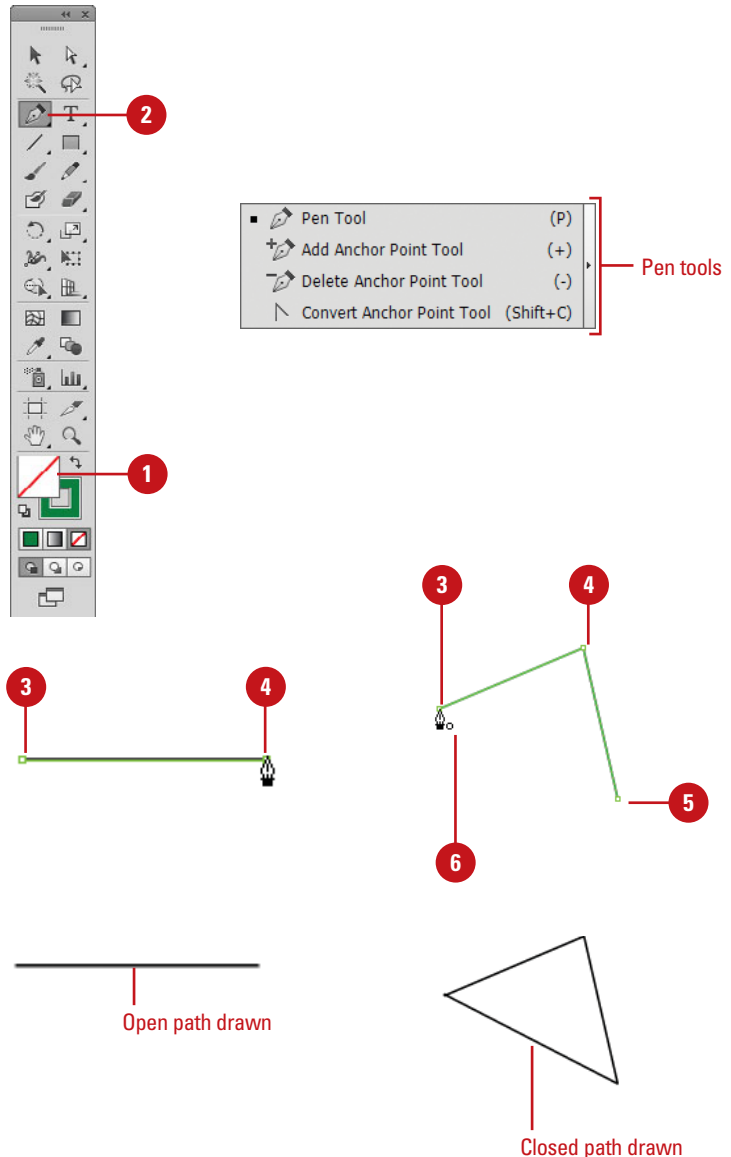 2
T
Pen Tool (P)
Add Anchor Point Tool (+)
Delete Anchor Point Tool (-)
Convert Anchor Point Tool (Shift+C)
Pen tools
1
3
4
3
4
5
6
Open path drawn
Closed path drawn